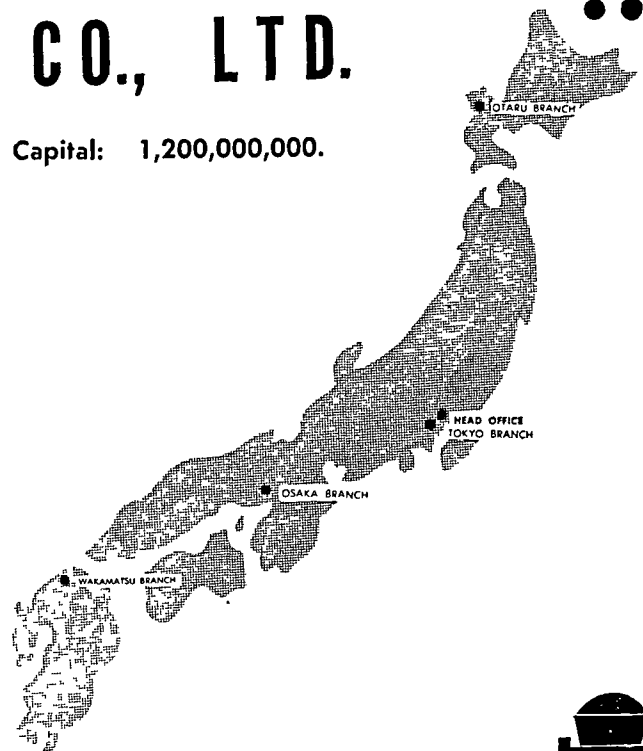 CO., LTD.
Capital: 1,200,000,000.
OTARU BRANCH
HEAD OFFICE
TOKYO BRANCH
OSAKA BRANCH
WAKAMATSU BRANCH